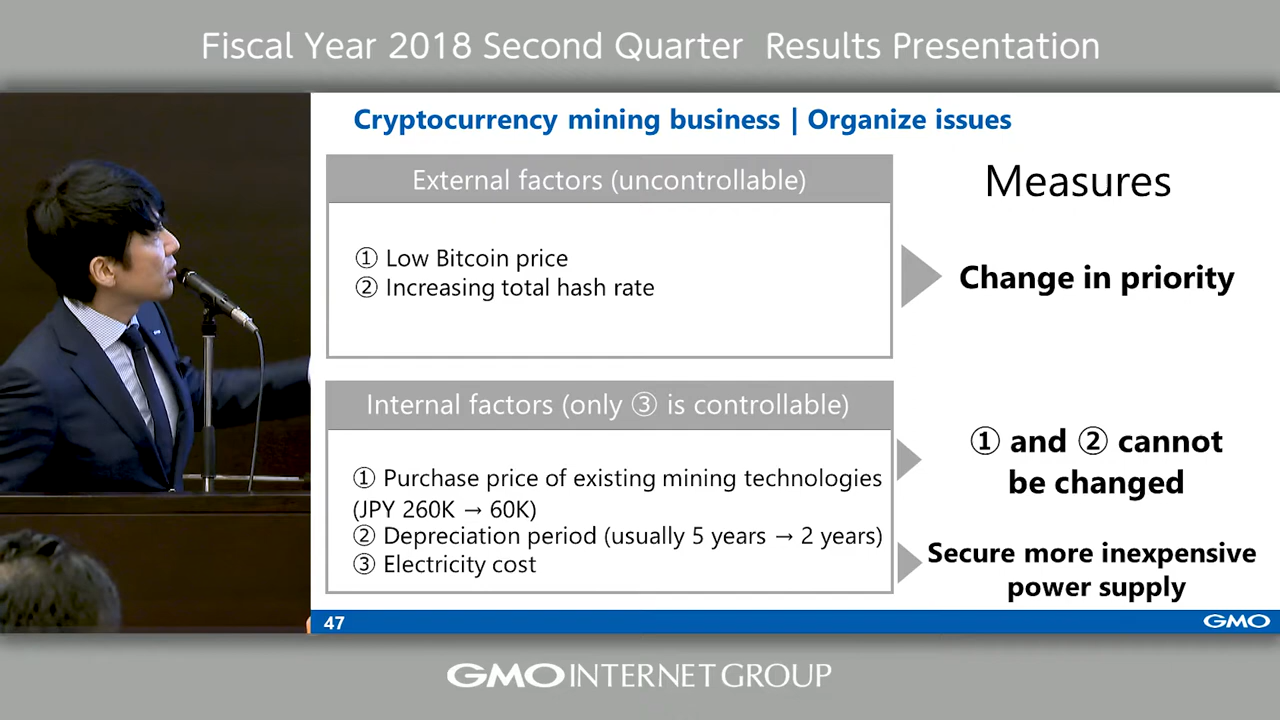 Fiscal Year 2018 Second Quarter Results Presentation
Cryptocurrency mining business | Organize issues
External factors (uncontrollable)
① Low Bitcoin price
② Increasing total hash rate
Measures
Change in priority
Internal factors (only ③ is controllable)
① Purchase price of existing mining technologies
(JPY 260K → 60K)
② Depreciation period (usually 5 years → 2 years)
③ Electricity cost
① and ② cannot
be changed
Secure more inexpensive
power supply
47
GMO
GMO INTERNET GROUP